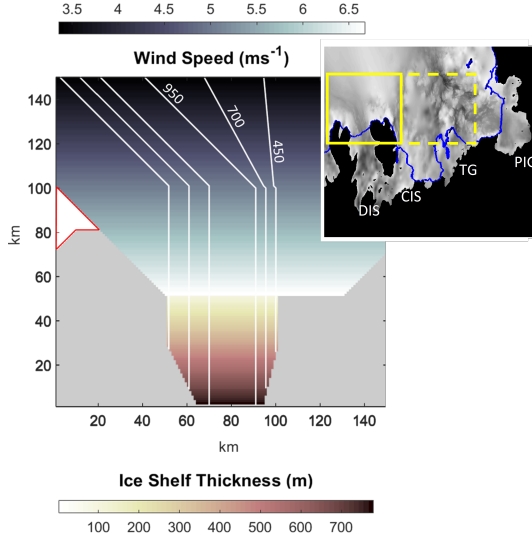 3.5 4 4.5 5 5.5 6 6.5
Wind Speed (ms⁻¹)
140
120
100
80
60
40
20
km
950
700
450
20 40 60 80 100 120 140
km
DIS
CIS
TG
PIG
Ice Shelf Thickness (m)
100 200 300 400 500 600 700